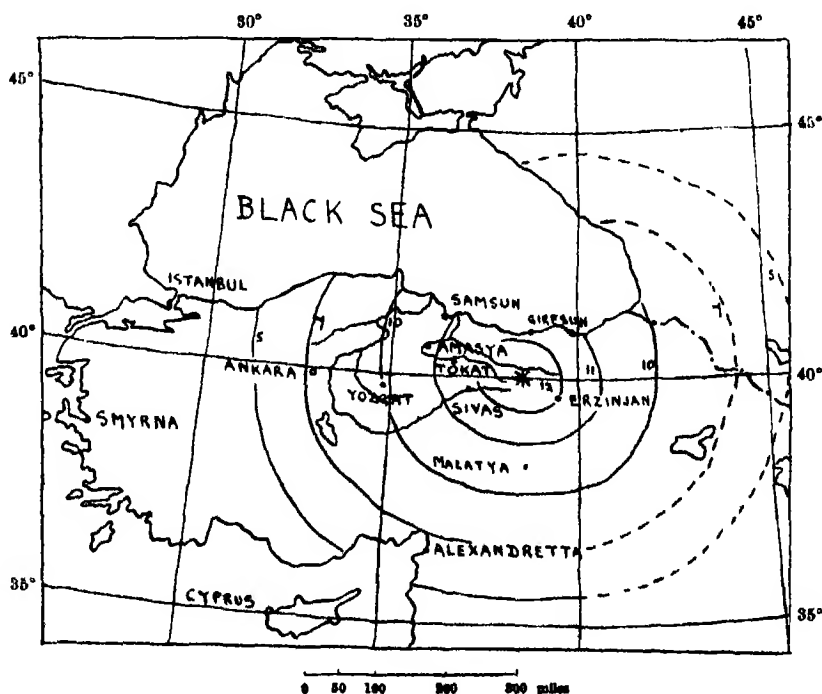 30° 35° 40° 45°
45° 45°
BLACK SEA
5
ISTANBUL
SAMSUN
GIRESUN
40° 10 40°
5 AMASYA 11 10
ANKARA TOKAT
12
YOZGAT SIVAS ERZINJAN
SMYRNA
MALATYA
ALEXANDRETTA
35° CYPRUS 35°
0 50 100 200 300 miles